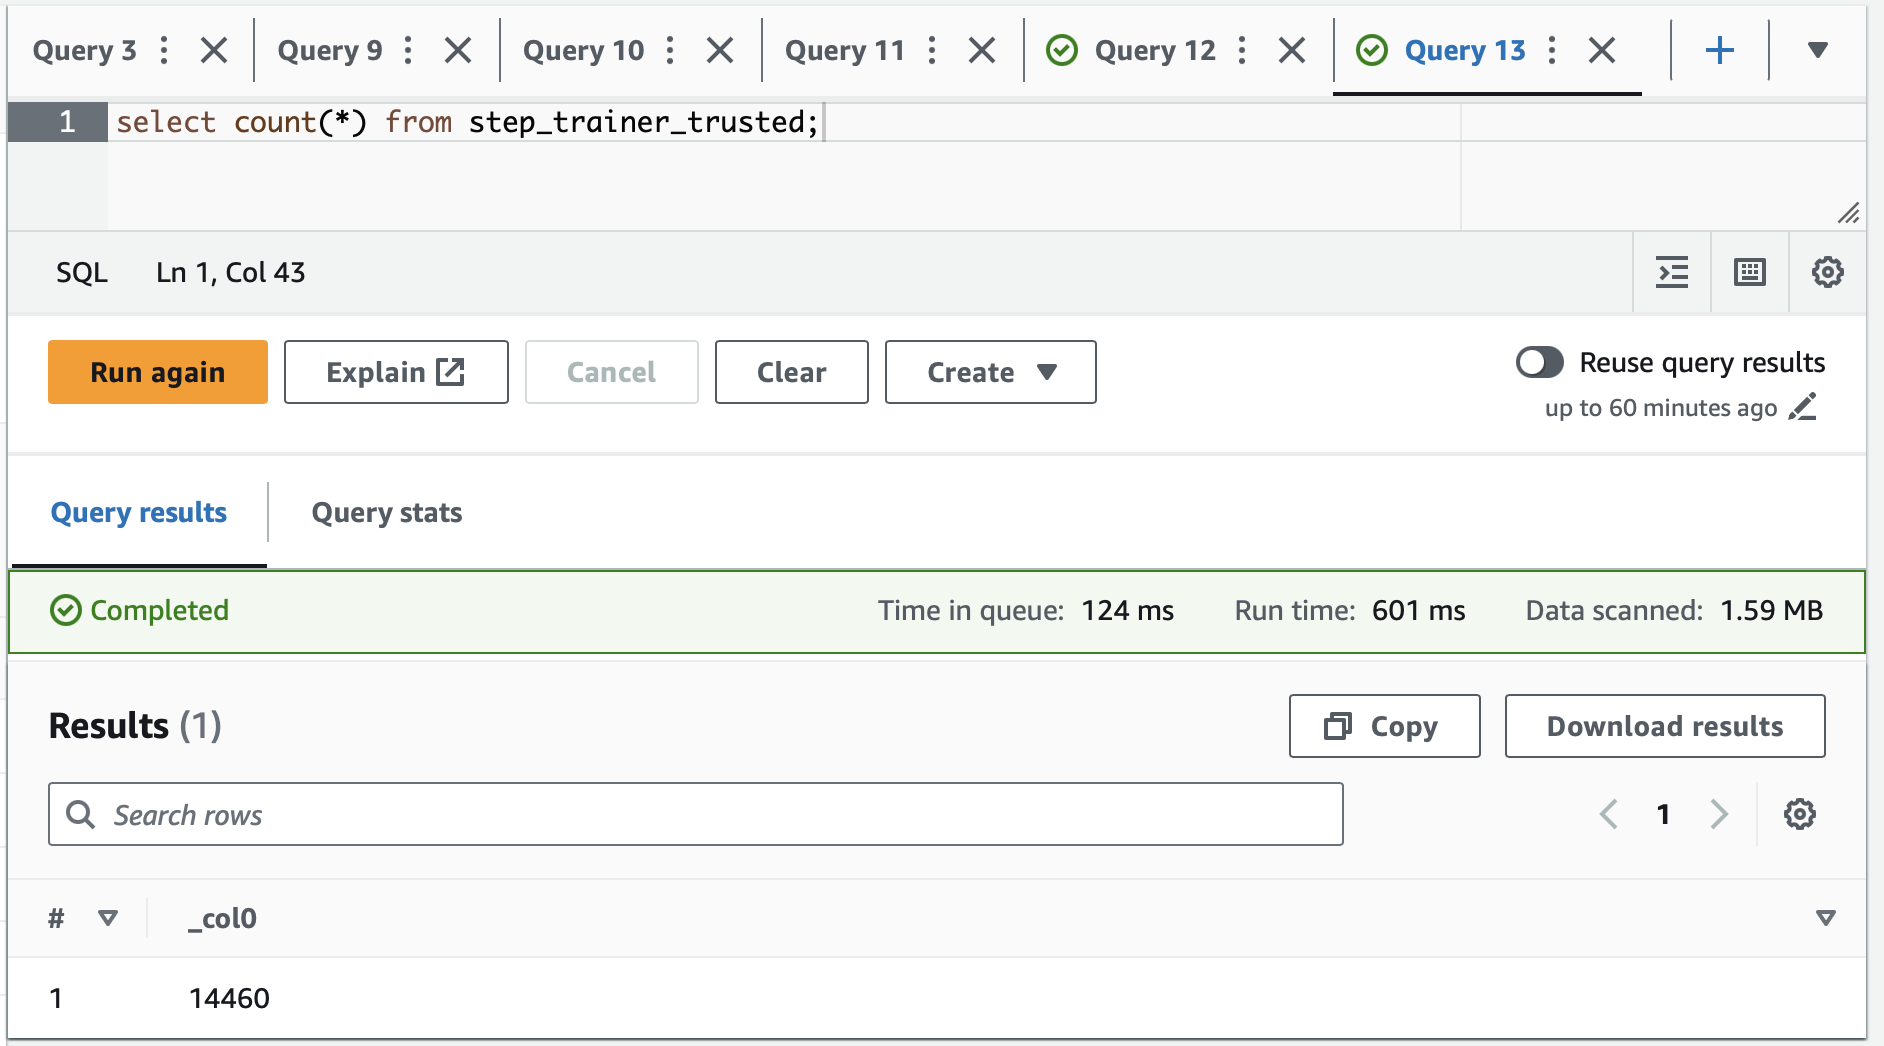 Query 3 Query 9 Query 10 Query 11 Query 12 Query 13
1 select count(*) from step_trainer_trusted;
SQL Ln 1, Col 43
Run again Explain Cancel Clear Create Reuse query results
up to 60 minutes ago
Query results Query stats
Completed Time in queue: 124 ms Run time: 601 ms Data scanned: 1.59 MB
Results (1) Copy Download results
Search rows 1
# _col0
1 14460